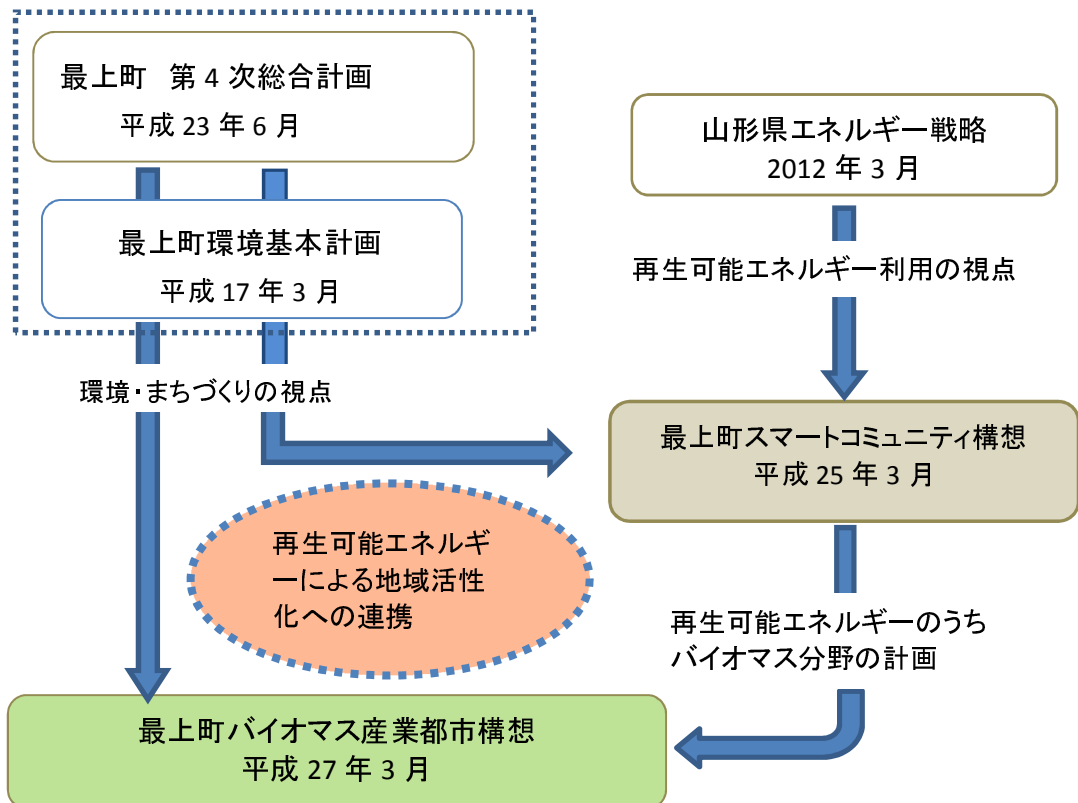 最上町 第4次総合計画
平成 23 年 6 月
最上町環境基本計画
平成 17 年 3 月
環境・まちづくりの視点
山形県エネルギー戦略
2012 年 3 月
再生可能エネルギー利用の視点
最上町スマートコミュニティ構想
平成 25 年 3 月
再生可能エネルギ
ーによる地域活性
化への連携
再生可能エネルギーのうち
バイオマス分野の計画
最上町バイオマス産業都市構想
平成 27 年 3 月